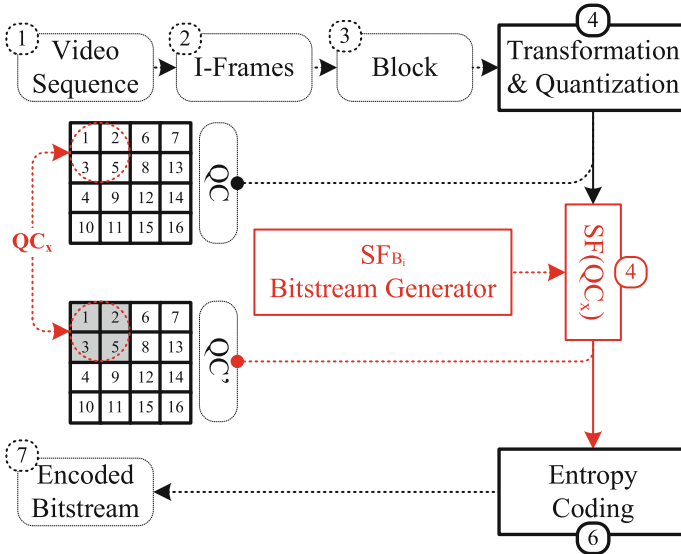 1
Video
Sequence
2
I-Frames
3
Block
4
Transformation
& Quantization
1 2 6 7
3 5 8 13
4 9 12 14
10 11 15 16
QC
QCx
SFBi
Bitstream Generator
SF(QCx)
4
1 2 6 7
3 5 8 13
4 9 12 14
10 11 15 16
QC'
7
Encoded
Bitstream
Entropy
Coding
6